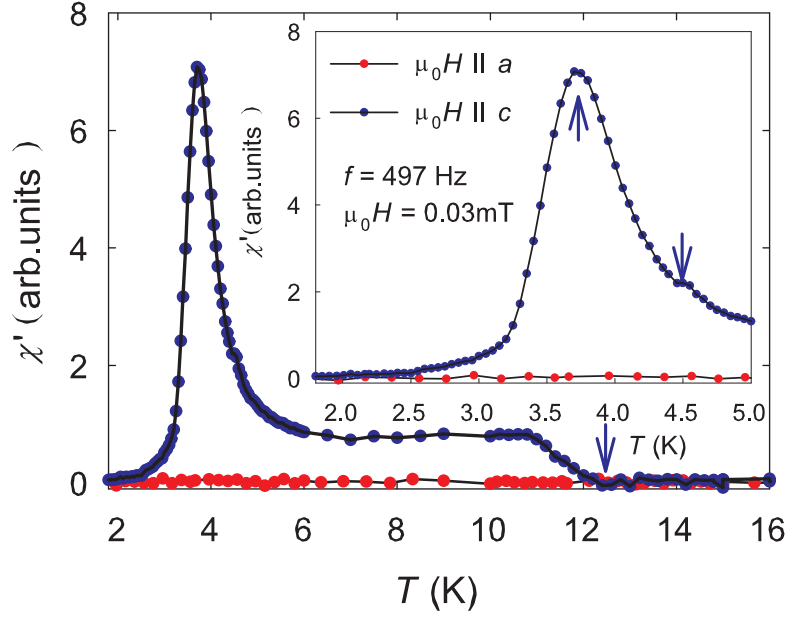 8
6
4
2
0
χ' (arb.units)
2 4 6 8 10 12 14 16
T (K)
8
6
4
2
0
χ'(arb.units)
μ₀H II a
μ₀H II c
f = 497 Hz
μ₀H = 0.03mT
2.0 2.5 3.0 3.5 4.0 4.5 5.0
T (K)